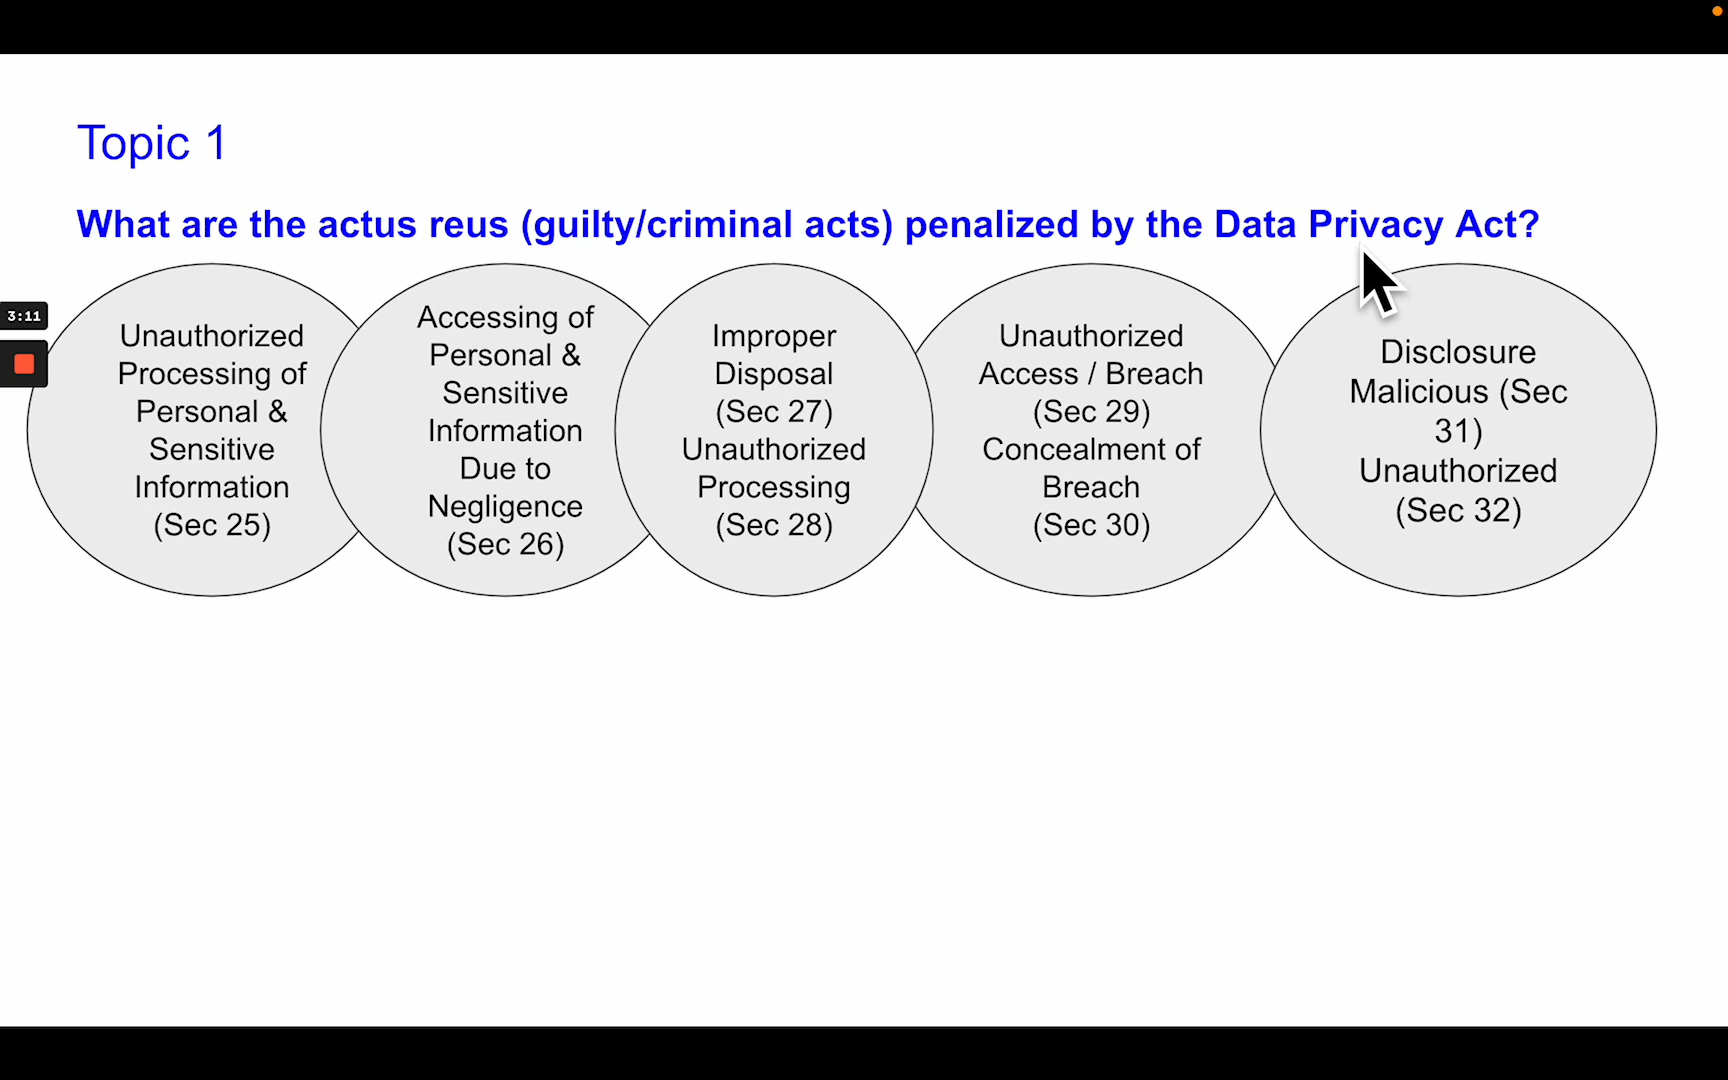 Topic 1
What are the actus reus (guilty/criminal acts) penalized by the Data Privacy Act?
3:11
Unauthorized
Processing of
Personal &
Sensitive
Information
(Sec 25)
Accessing of
Personal &
Sensitive
Information
Due to
Negligence
(Sec 26)
Improper
Disposal
(Sec 27)
Unauthorized
Processing
(Sec 28)
Unauthorized
Access / Breach
(Sec 29)
Concealment of
Breach
(Sec 30)
Disclosure
Malicious (Sec
31)
Unauthorized
(Sec 32)